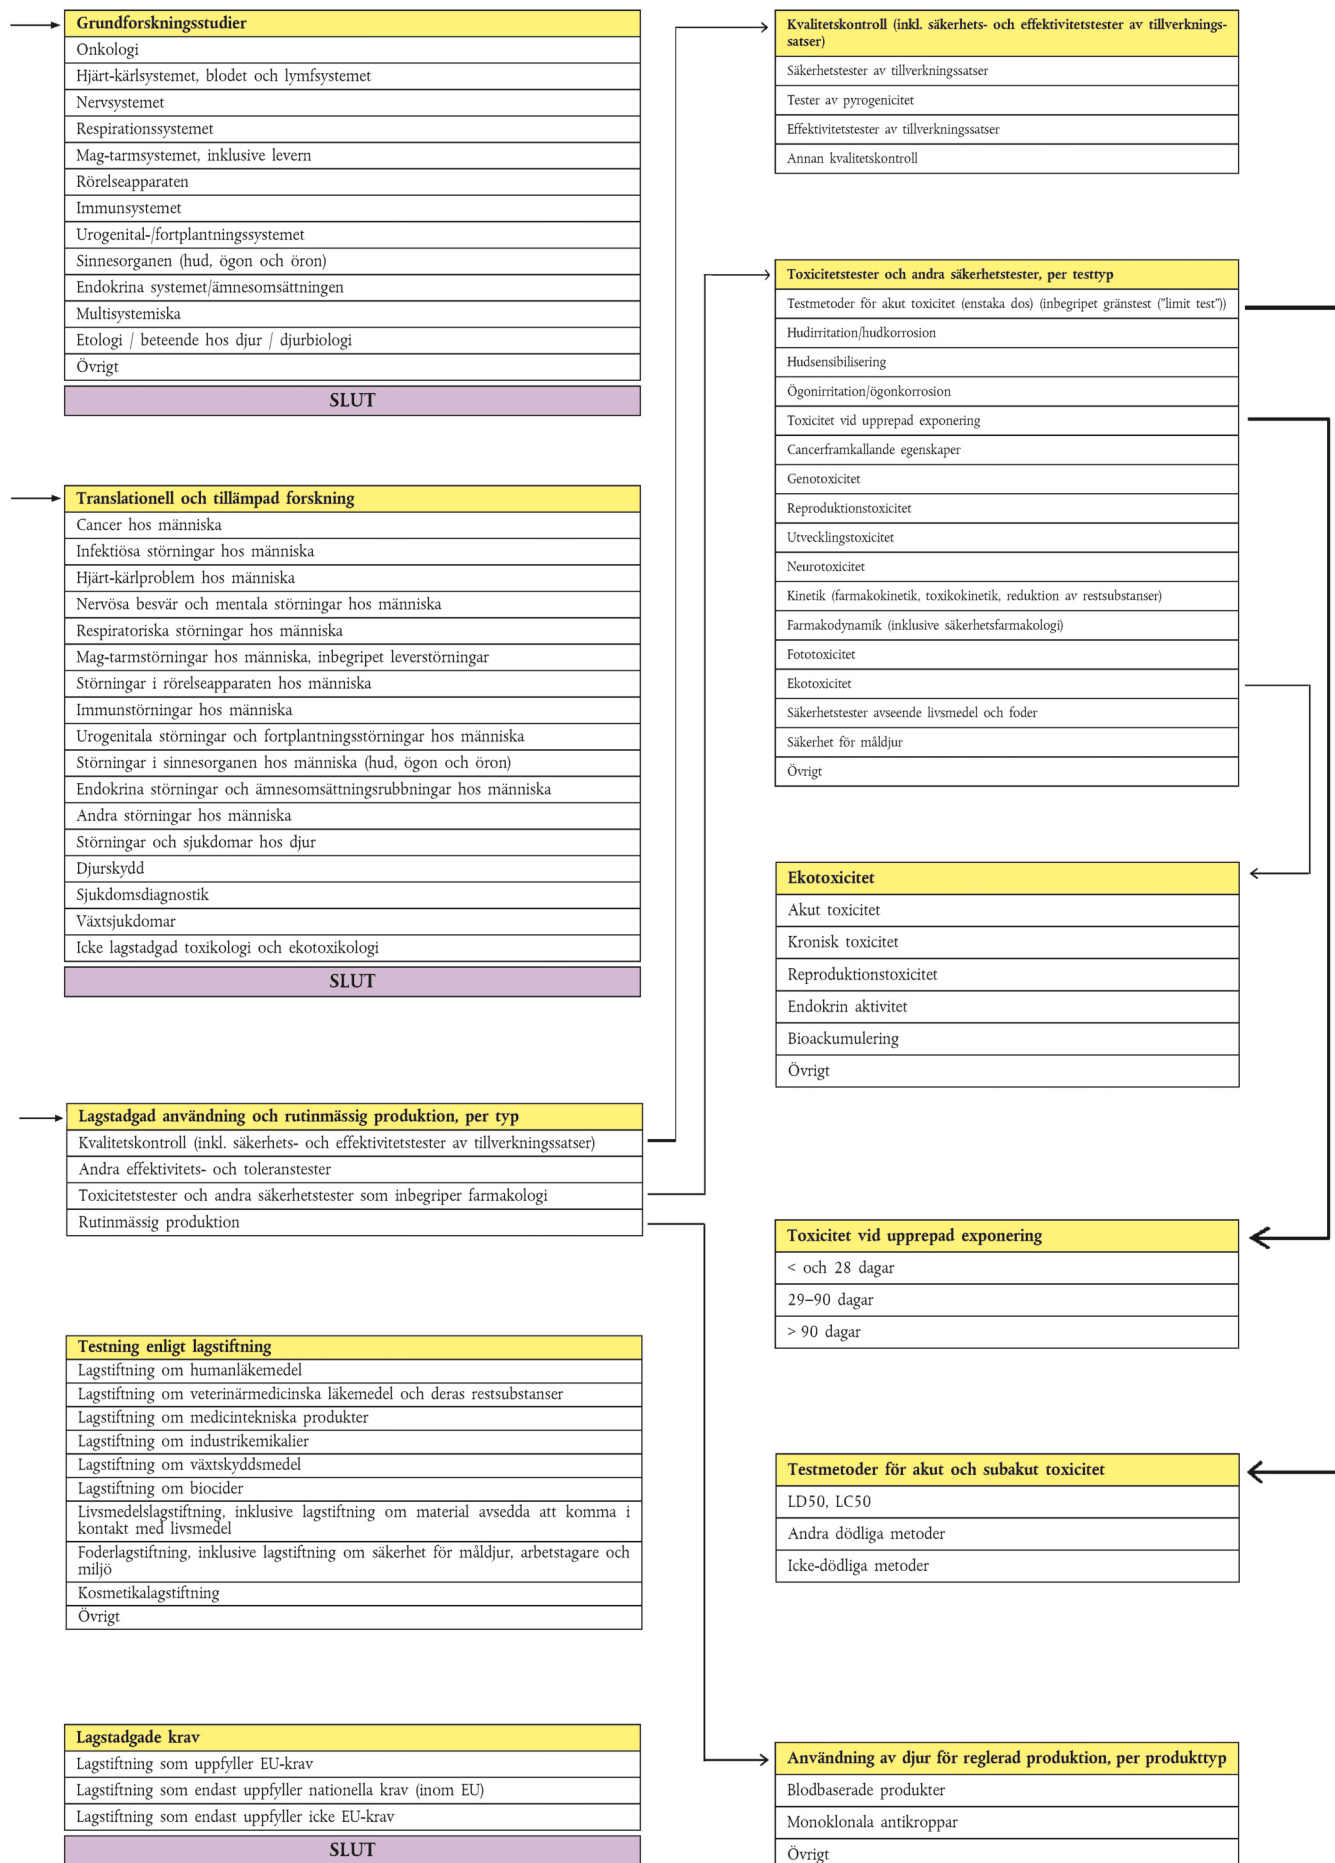 Grundforskningsstudier
Onkologi
Hjärt-kärlsystemet, blodet och lymfsystemet
Nervsystemet
Respirationssystemet
Mag-tarmsystemet, inklusive levern
Rörelseapparaten
Immunsystemet
Urogenital-/fortplantningssystemet
Sinnesorganen (hud, ögon och öron)
Endokrina systemet/ämnesomsättningen
Multisystemiska
Etologi / beteende hos djur / djurbiologi
Övrigt
SLUT
Translationell och tillämpad forskning
Cancer hos människa
Infektiösa störningar hos människa
Hjärt-kärlproblem hos människa
Nervösa besvär och mentala störningar hos människa
Respiratoriska störningar hos människa
Mag-tarmstörningar hos människa, inbegripet leverstörningar
Störningar i rörelseapparaten hos människa
Immunstörningar hos människa
Urogenitala störningar och fortplantningsstörningar hos människa
Störningar i sinnesorganen hos människa (hud, ögon och öron)
Endokrina störningar och ämnesomsättningsrubbningar hos människa
Andra störningar hos människa
Störningar och sjukdomar hos djur
Djurskydd
Sjukdomsdiagnostik
Växtsjukdomar
Icke lagstadgad toxikologi och ekotoxikologi
SLUT
Lagstadgad användning och rutinmässig produktion, per typ
Kvalitetskontroll (inkl. säkerhets- och effektivitetstester av tillverkningssatser)
Andra effektivitets- och toleranstester
Toxicitetstester och andra säkerhetstester som inbegriper farmakologi
Rutinmässig produktion
Testning enligt lagstiftning
Lagstiftning om humanläkemedel
Lagstiftning om veterinärmedicinska läkemedel och deras restsubstanser
Lagstiftning om medicintekniska produkter
Lagstiftning om industrikemikalier
Lagstiftning om växtskyddsmedel
Lagstiftning om biocider
Livsmedelslagstiftning, inklusive lagstiftning om material avsedda att komma i
kontakt med livsmedel
Foderlagstiftning, inklusive lagstiftning om säkerhet för måldjur, arbetstagare och
miljö
Kosmetikalagstiftning
Övrigt
Lagstadgade krav
Lagstiftning som uppfyller EU-krav
Lagstiftning som endast uppfyller nationella krav (inom EU)
Lagstiftning som endast uppfyller icke EU-krav
SLUT
Kvalitetskontroll (inkl. säkerhets- och effektivitetstester av tillverknings-
satser)
Säkerhetstester av tillverkningssatser
Tester av pyrogenicitet
Effektivitetstester av tillverkningssatser
Annan kvalitetskontroll
Toxicitetstester och andra säkerhetstester, per testtyp
Testmetoder för akut toxicitet (enstaka dos) (inbegripet gränstest ("limit test"))
Hudirritation/hudkorrosion
Hudsensibilisering
Ögonirritation/ögonkorrosion
Toxicitet vid upprepad exponering
Cancerframkallande egenskaper
Genotoxicitet
Reproduktionstoxicitet
Utvecklingstoxicitet
Neurotoxicitet
Kinetik (farmakokinetik, toxikokinetik, reduktion av restsubstanser)
Farmakodynamik (inklusive säkerhetsfarmakologi)
Fototoxicitet
Ekotoxicitet
Säkerhetstester avseende livsmedel och foder
Säkerhet för måldjur
Övrigt
Ekotoxicitet
Akut toxicitet
Kronisk toxicitet
Reproduktionstoxicitet
Endokrin aktivitet
Bioackumulering
Övrigt
Toxicitet vid upprepad exponering
< och 28 dagar
29–90 dagar
> 90 dagar
Testmetoder för akut och subakut toxicitet
LD50, LC50
Andra dödliga metoder
Icke-dödliga metoder
Användning av djur för reglerad produktion, per produkttyp
Blodbaserade produkter
Monoklonala antikroppar
Övrigt